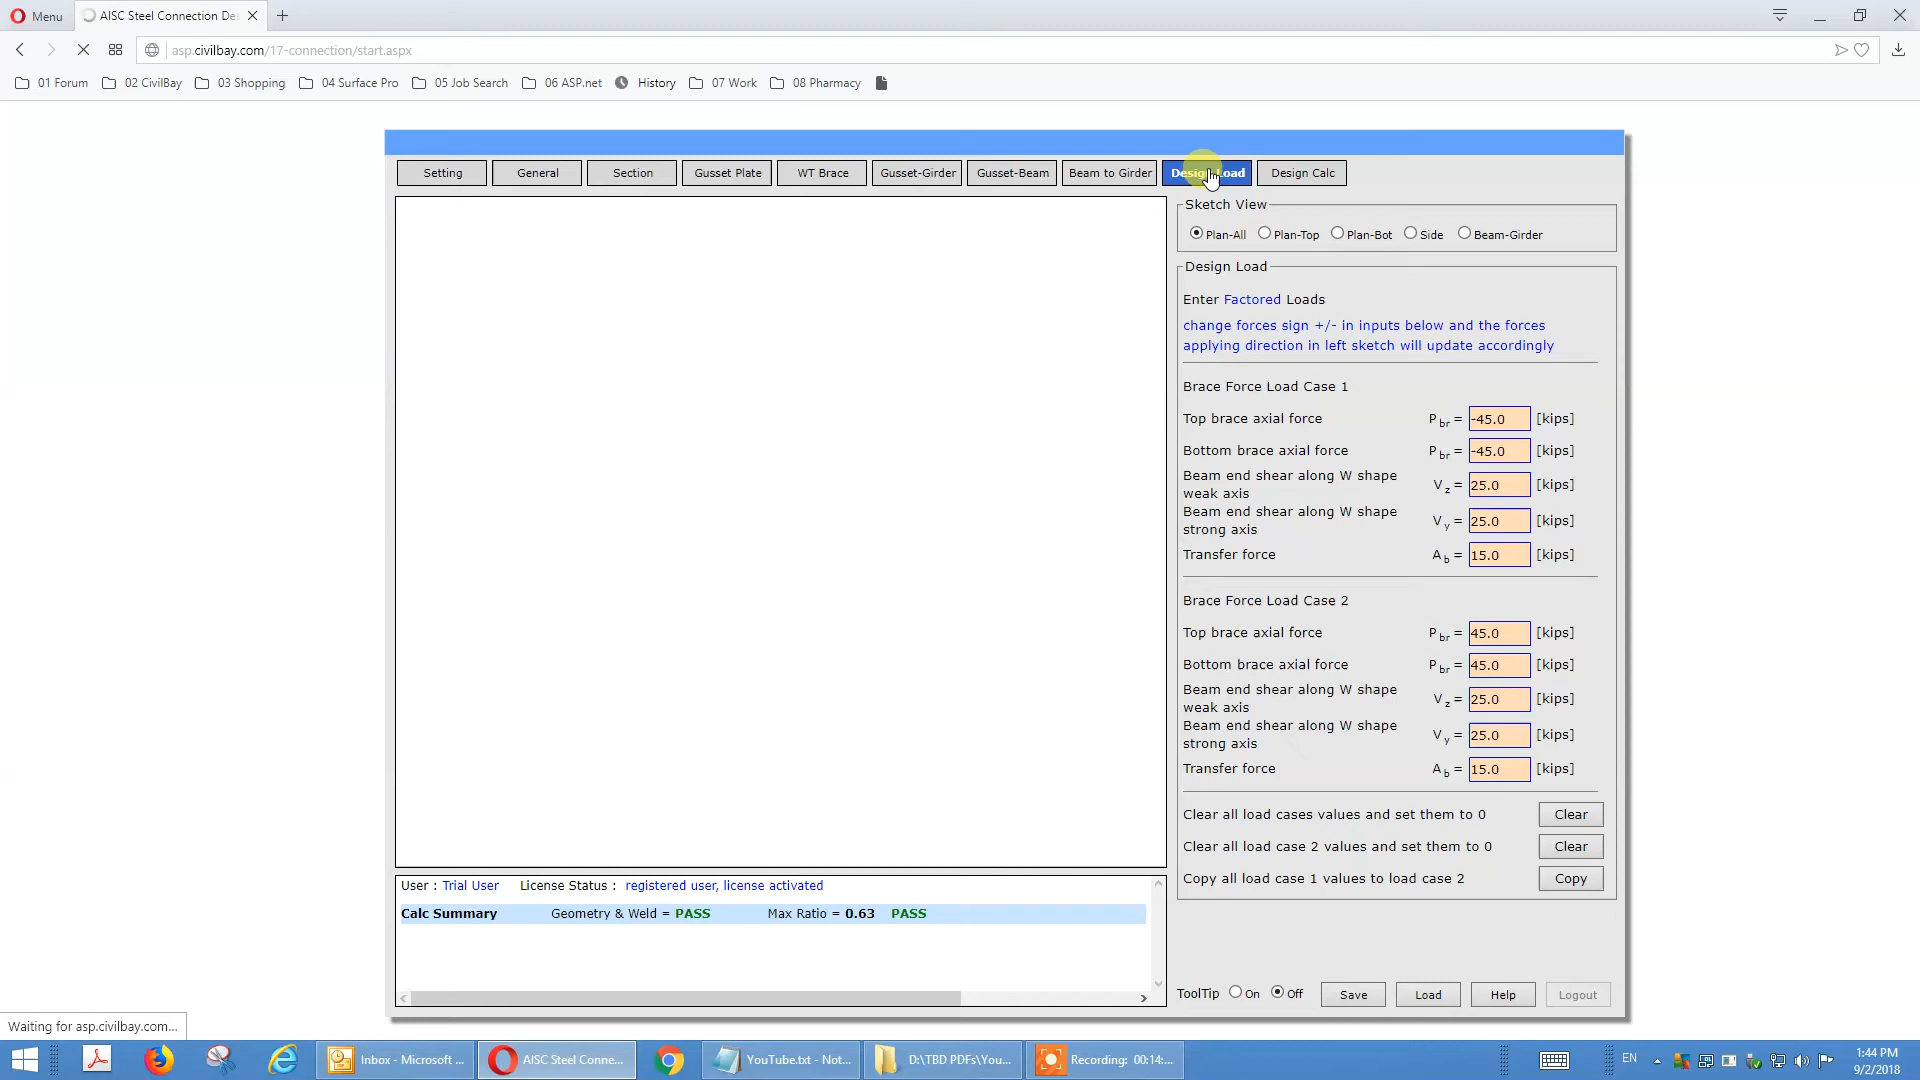 Menu
AISC Steel Connection De
asp.civilbay.com/17-connection/start.aspx
01 Forum 02 CivilBay 03 Shopping 04 Surface Pro 05 Job Search 06 ASP.net History 07 Work 08 Pharmacy
Setting General Section Gusset Plate WT Brace Gusset-Girder Gusset-Beam Beam to Girder Design Load Design Calc
Sketch View
Plan-All Plan-Top Plan-Bot Side Beam-Girder
Design Load
Enter Factored Loads
change forces sign +/- in inputs below and the forces
applying direction in left sketch will update accordingly
Brace Force Load Case 1
Top brace axial force P br = -45.0 [kips]
Bottom brace axial force P br = -45.0 [kips]
Beam end shear along W shape
weak axis V z = 25.0 [kips]
Beam end shear along W shape
strong axis V y = 25.0 [kips]
Transfer force A b = 15.0 [kips]
Brace Force Load Case 2
Top brace axial force P br = 45.0 [kips]
Bottom brace axial force P br = 45.0 [kips]
Beam end shear along W shape
weak axis V z = 25.0 [kips]
Beam end shear along W shape
strong axis V y = 25.0 [kips]
Transfer force A b = 15.0 [kips]
Clear all load cases values and set them to 0 Clear
Clear all load case 2 values and set them to 0 Clear
Copy all load case 1 values to load case 2 Copy
User : Trial User License Status : registered user, license activated
Calc Summary Geometry & Weld = PASS Max Ratio = 0.63 PASS
ToolTip On Off Save Load Help Logout
Waiting for asp.civilbay.com...
Inbox - Microsoft ... AISC Steel Conne... YouTube.txt - Not... D:\TBD PDFs\You... Recording: 00:14:... EN 1:44 PM
9/2/2018